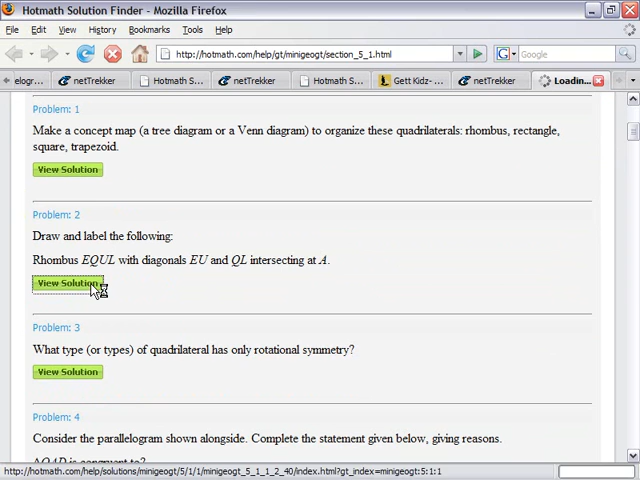 Hotmath Solution Finder - Mozilla Firefox
File Edit View History Bookmarks Tools Help
http://hotmath.com/help/gt/minigeogt/section_5_1.html
Google
elogr... netTrekker Hotmath S... netTrekker Hotmath S... Gett Kidz-... netTrekker Loadin...
Problem: 1
Make a concept map (a tree diagram or a Venn diagram) to organize these quadrilaterals: rhombus, rectangle,
square, trapezoid.
View Solution
Problem: 2
Draw and label the following:
Rhombus EQUL with diagonals EU and QL intersecting at A.
View Solution
Problem: 3
What type (or types) of quadrilateral has only rotational symmetry?
View Solution
Problem: 4
Consider the parallelogram shown alongside. Complete the statement given below, giving reasons.
ΔOAD is congruent to?
http://hotmath.com/help/solutions/minigeogt/5/1/1/minigeogt_5_1_1_2_40/index.html?gt_index=minigeogt:5:1:1